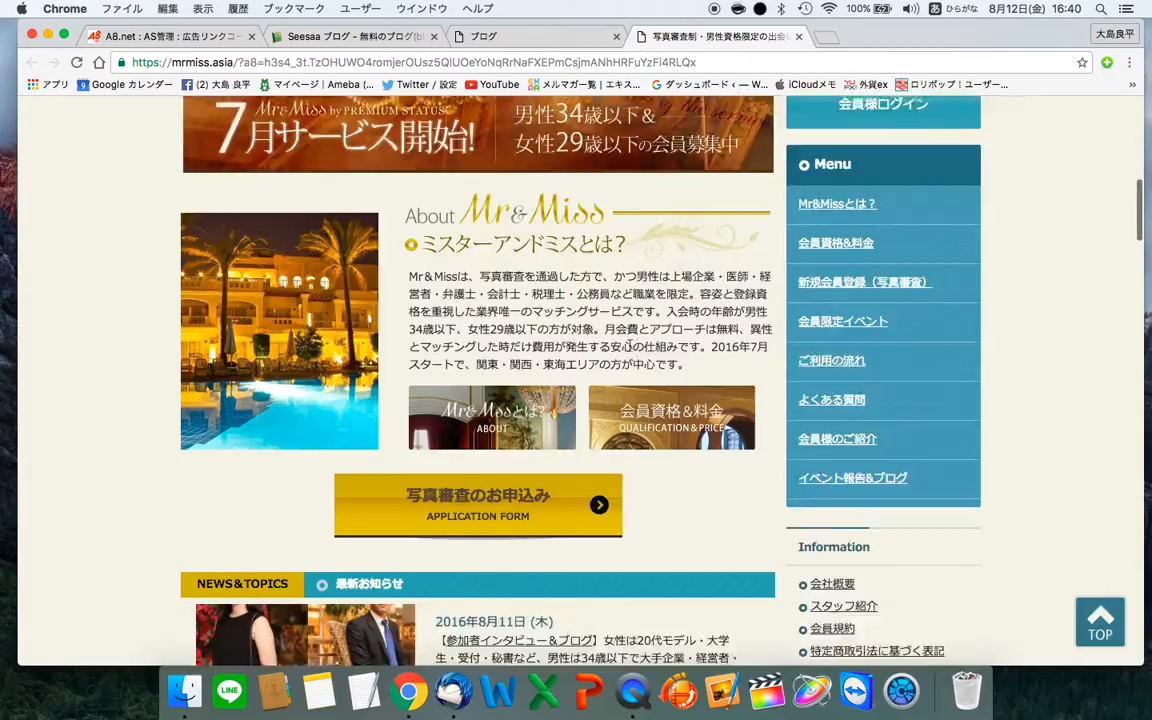 Chrome ファイル 編集 表示 履歴 ブックマーク ユーザー ウインドウ ヘルプ
100% ひらがな 8月12日(金) 16:40
A8.net : AS管理 : 広告リンクコー
Seesaa ブログ - 無料のブログ(b
ブログ
写真審査制・男性資格限定の出会い
大島良平
https://mrmiss.asia/?a8=h3s4_3t.TzOHUWO4romjerOUsz5QlUOeYoNqRrNaFXEPmCsjmANhHRFuYzFi4RLQx
アプリ Google カレンダー (2) 大島 良平 マイページ | Ameba (... Twitter / 設定 YouTube メルマガ一覧 | エキス... ダッシュボード ‹ — W... iCloudメモ 外貨ex ロリポップ！ユーザー...
Mr&Miss by PREMIUM STATUS
7月サービス開始!
男性34歳以下&
女性29歳以下の会員募集中
About Mr&Miss
ミスターアンドミスとは?
Mr＆Missは、写真審査を通過した方で、かつ男性は上場企業・医師・経
営者・弁護士・会計士・税理士・公務員など職業を限定。容姿と登録資
格を重視した業界唯一のマッチングサービスです。入会時の年齢が男性
34歳以下、女性29歳以下の方が対象。月会費とアプローチは無料、異性
とマッチングした時だけ費用が発生する安心の仕組みです。2016年7月
スタートで、関東・関西・東海エリアの方が中心です。
Mr&Missとは?
ABOUT
会員資格&料金
QUALIFICATION & PRICE
写真審査のお申込み
APPLICATION FORM
NEWS&TOPICS
最新お知らせ
2016年8月11日 (木)
【参加者インタビュー＆ブログ】女性は20代モデル・大学
生・受付・秘書など、男性は34歳以下で大手企業・経営者・
会員様ログイン
Menu
Mr&Missとは？
会員資格&料金
新規会員登録（写真審査）
会員限定イベント
ご利用の流れ
よくある質問
会員様のご紹介
イベント報告&ブログ
Information
会社概要
スタッフ紹介
会員規約
特定商取引法に基づく表記
TOP
LINE